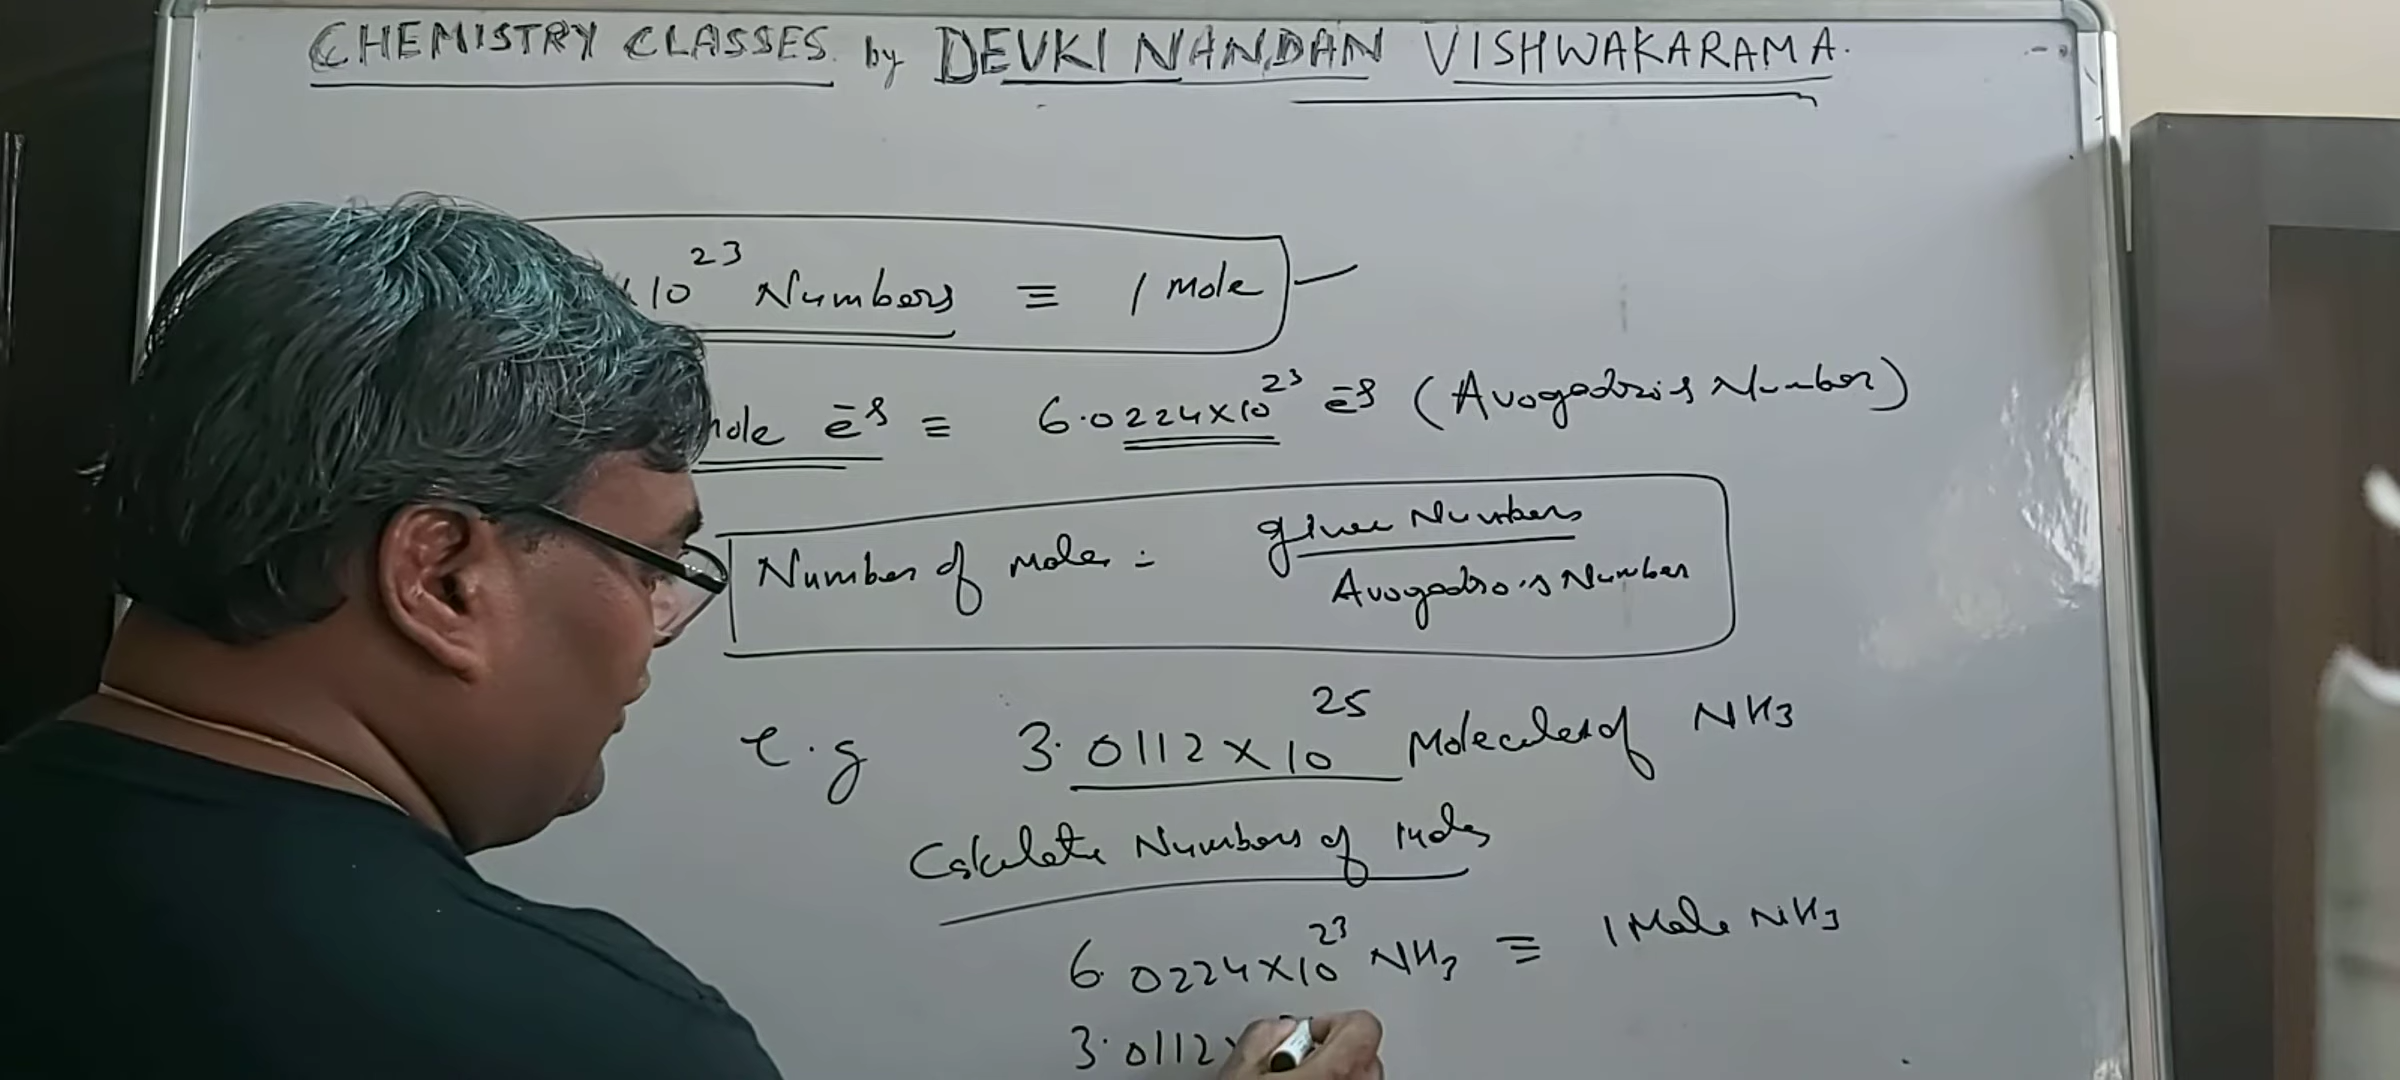 CHEMISTRY CLASSES by DEVKI NANDAN VISHWAKARAMA.
×10²³ Numbers ≡ 1 Mole
mole ē^s ≡ 6.0224×10²³ ē^s (Avogadro's Number)
Number of moles = given Numbers
Avogadro's Number
e.g 3.0112×10²⁵ Molecules of NH3
Calculate Numbers of moles
6.0224×10²³ NH3 ≡ 1 Mole NH3
3.0112×